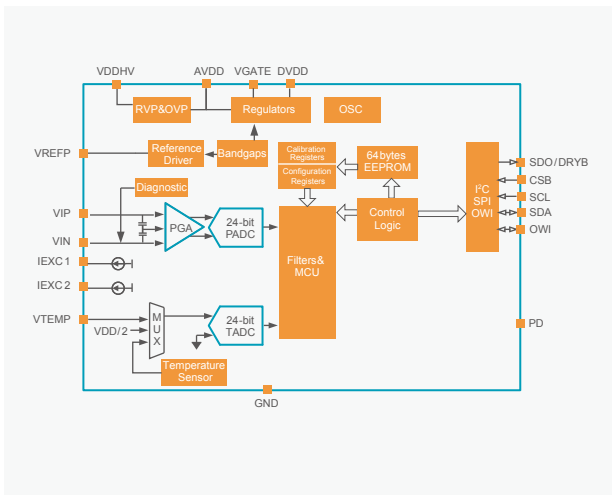 VDDHV
AVDD
VGATE
DVDD
RVP&OVP
Regulators
OSC
VREFP
Reference
Driver
Bandgaps
Calibration
Registers
Configuration
Registers
64bytes
EEPROM
I²C
SPI
OWI
SDO/DRYB
CSB
SCL
SDA
OWI
Diagnostic
VIP
VIN
PGA
24-bit
PADC
Filters&
MCU
Control
Logic
IEXC1
IEXC2
VTEMP
VDD/2
M
U
X
24-bit
TADC
PD
Temperature
Sensor
GND